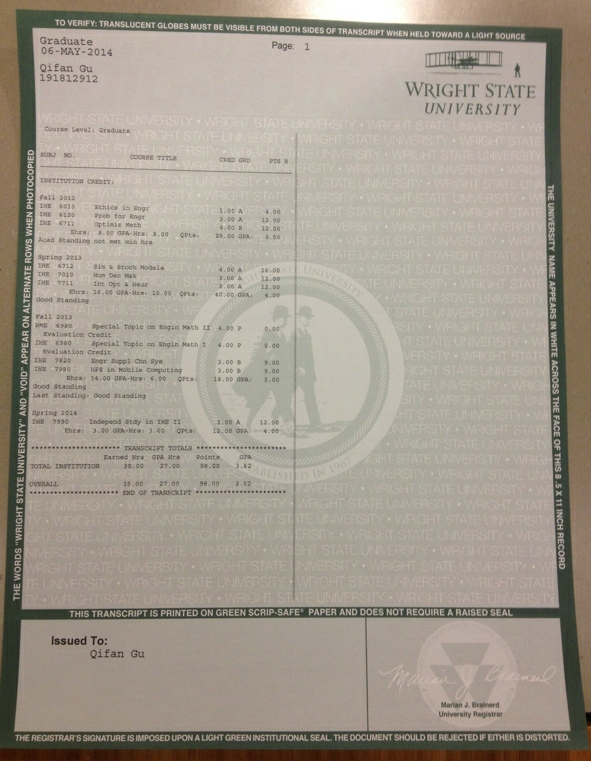 TO VERIFY: TRANSLUCENT GLOBES MUST BE VISIBLE FROM BOTH SIDES OF TRANSCRIPT WHEN HELD TOWARD A LIGHT SOURCE
Graduate
06-MAY-2014
Page: 1
Qifan Gu
191812912
WRIGHT STATE
UNIVERSITY
Course Level: Graduate
SUBJ NO. COURSE TITLE CRED GRD PTS R
INSTITUTION CREDIT:
Fall 2012
IHE 6010 Ethics in Engr 1.00 A 4.00
IHE 6120 Prob for Engr 3.00 A 12.00
IHE 6711 Optimiz Math 4.00 B 12.00
Ehrs: 8.00 GPA-Hrs: 8.00 QPts: 28.00 GPA: 3.50
Acad Standing not met min hrs
Spring 2013
IHE 6712 Sim & Stoch Models 4.00 A 16.00
IHE 7010 Hum Dec Mak 3.00 A 12.00
IHE 7711 Int Opt & Heur 3.00 A 12.00
Ehrs: 10.00 GPA-Hrs: 10.00 QPts: 40.00 GPA: 4.00
Good Standing
Fall 2013
6980 Special Topic on Engin Math II 4.00 P 0.00
Evaluation Credit
IHE 6980 Special Topic on Engin Math I 4.00 P 0.00
Evaluation Credit
IHE 7820 Engr Suppl Chn Sys 3.00 B 9.00
IHE 7980 HFE in Mobile Computing 3.00 B 9.00
Ehrs: 14.00 GPA-Hrs: 6.00 QPts: 18.00 GPA: 3.00
Good Standing
Last Standing: Good Standing
Spring 2014
IHE 7990 Independ Stdy in IHE II 3.00 A 12.00
Ehrs: 3.00 GPA-Hrs: 3.00 QPts: 12.00 GPA: 4.00
******************** TRANSCRIPT TOTALS ********************
Earned Hrs GPA Hrs Points GPA
TOTAL INSTITUTION 35.00 27.00 98.00 3.62
OVERALL 35.00 27.00 98.00 3.62
******************** END OF TRANSCRIPT ********************
THE WORDS "WRIGHT STATE UNIVERSITY" AND "VOID" APPEAR ON ALTERNATE ROWS WHEN PHOTOCOPIED
THE UNIVERSITY NAME APPEARS IN WHITE ACROSS THE FACE OF THIS 8.5 X 11 INCH RECORD
THIS TRANSCRIPT IS PRINTED ON GREEN SCRIP-SAFE® PAPER AND DOES NOT REQUIRE A RAISED SEAL
Issued To:
Qifan Gu
Marian J Brainerd
Marian J. Brainerd
University Registrar
THE REGISTRAR'S SIGNATURE IS IMPOSED UPON A LIGHT GREEN INSTITUTIONAL SEAL. THE DOCUMENT SHOULD BE REJECTED IF EITHER IS DISTORTED.